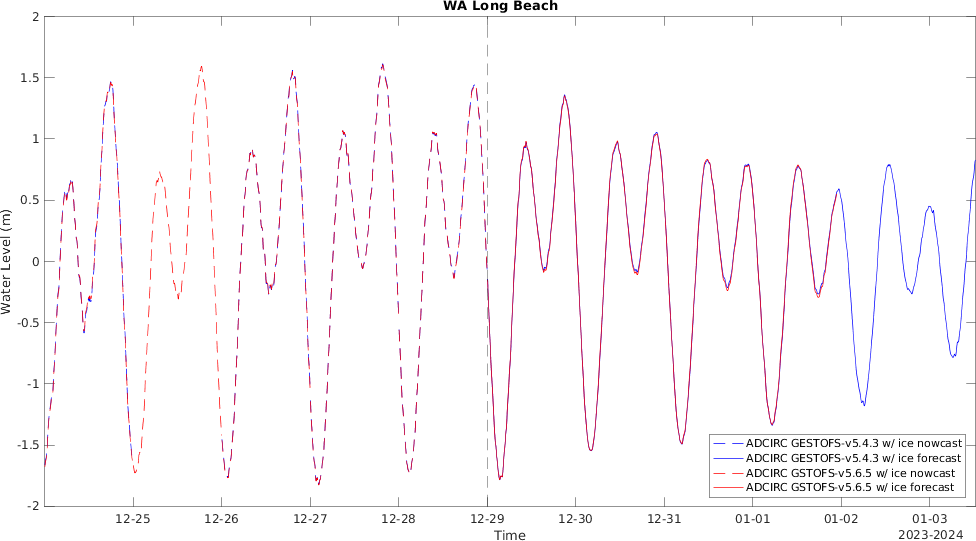 WA Long Beach
2
1.5
1
0.5
0
-0.5
-1
-1.5
-2
Water Level (m)
ADCIRC GESTOFS-v5.4.3 w/ ice nowcast
ADCIRC GESTOFS-v5.4.3 w/ ice forecast
ADCIRC GSTOFS-v5.6.5 w/ ice nowcast
ADCIRC GSTOFS-v5.6.5 w/ ice forecast
12-25 12-26 12-27 12-28 12-29 12-30 12-31 01-01 01-02 01-03
Time
2023-2024